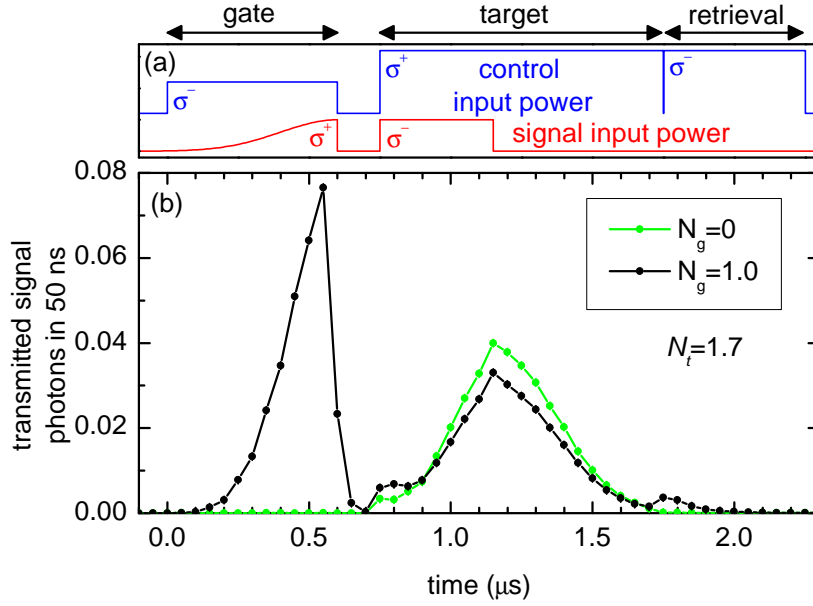 gate target retrieval
(a)
σ⁻ σ⁺ control σ⁻
input power
σ⁺ σ⁻ signal input power
(b)
0.08
0.06
0.04
0.02
0.00
transmitted signal
photons in 50 ns
N_g=0
N_g=1.0
N_t=1.7
0.0 0.5 1.0 1.5 2.0
time (μs)